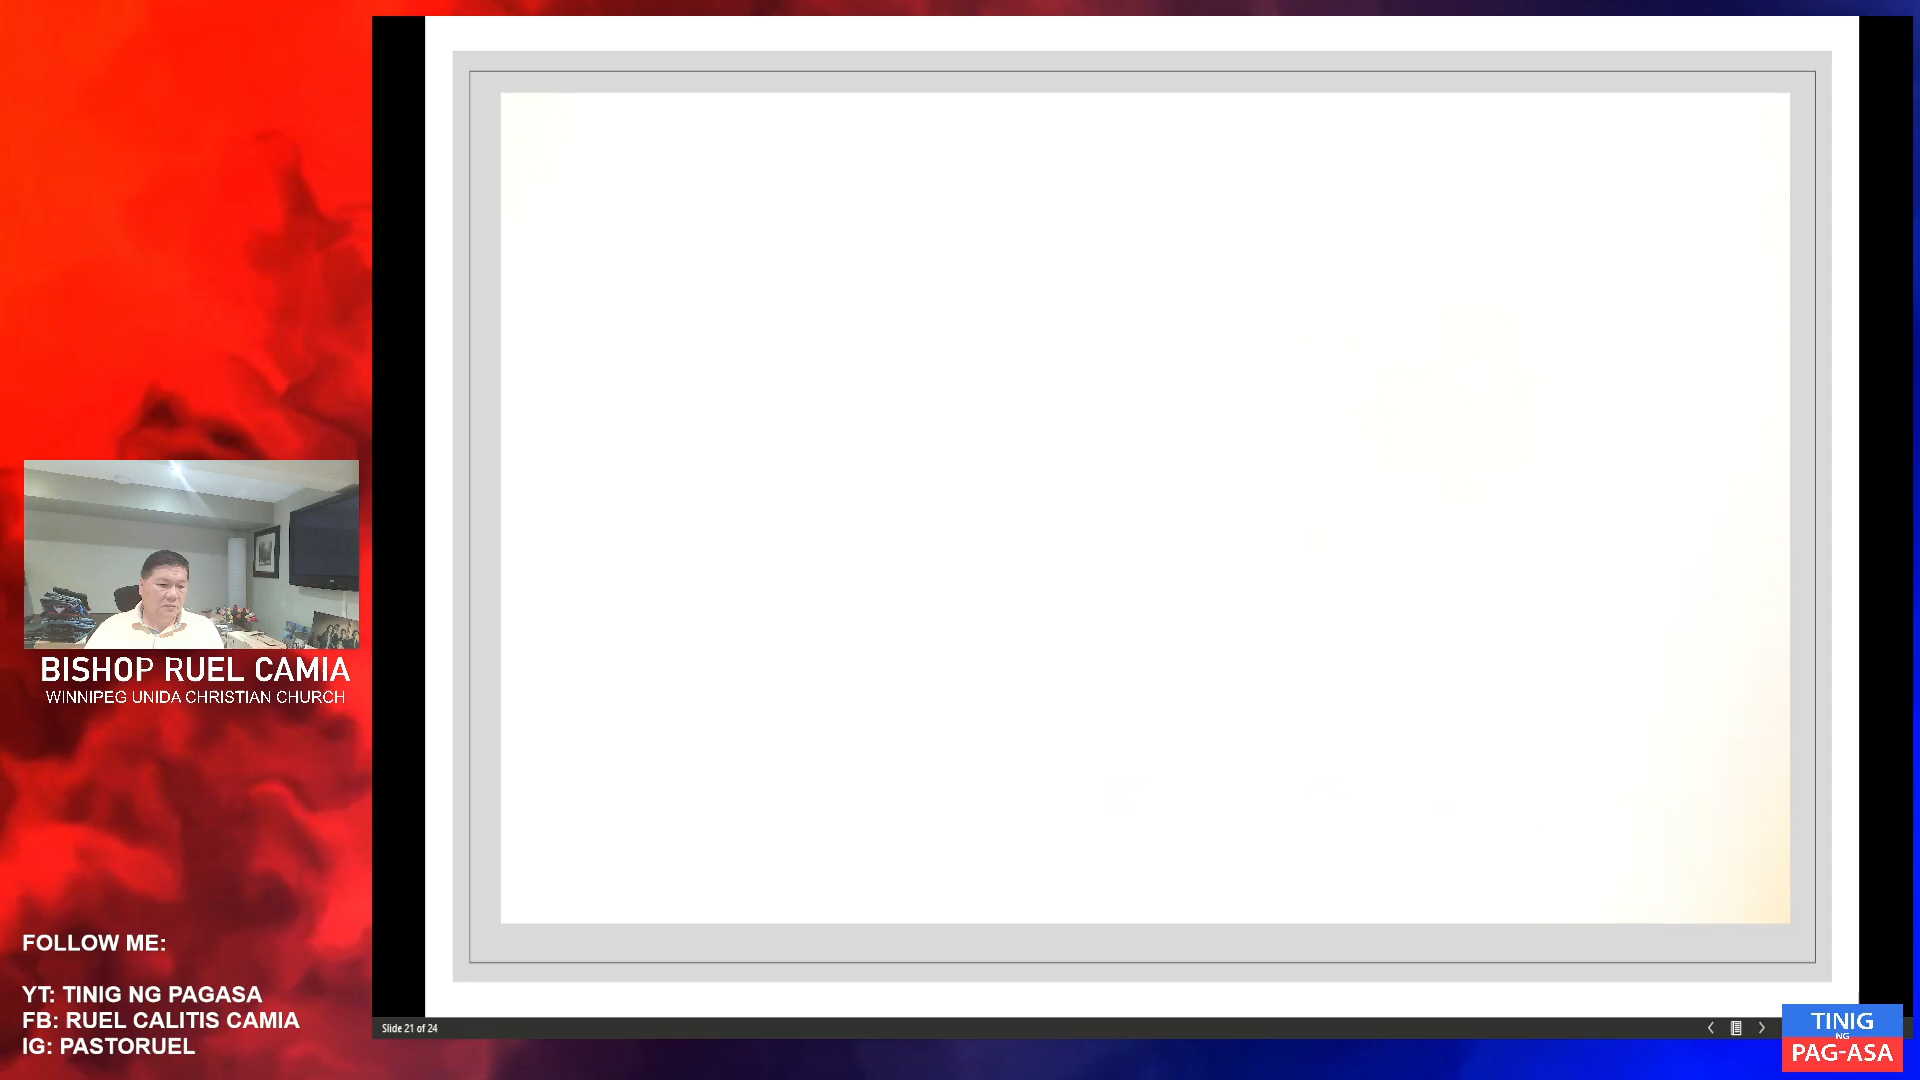 BISHOP RUEL CAMIA
WINNIPEG UNIDA CHRISTIAN CHURCH
FOLLOW ME:
YT: TINIG NG PAGASA
FB: RUEL CALITIS CAMIA
IG: PASTORUEL
Slide 21 of 24
TINIG
NG
PAG-ASA